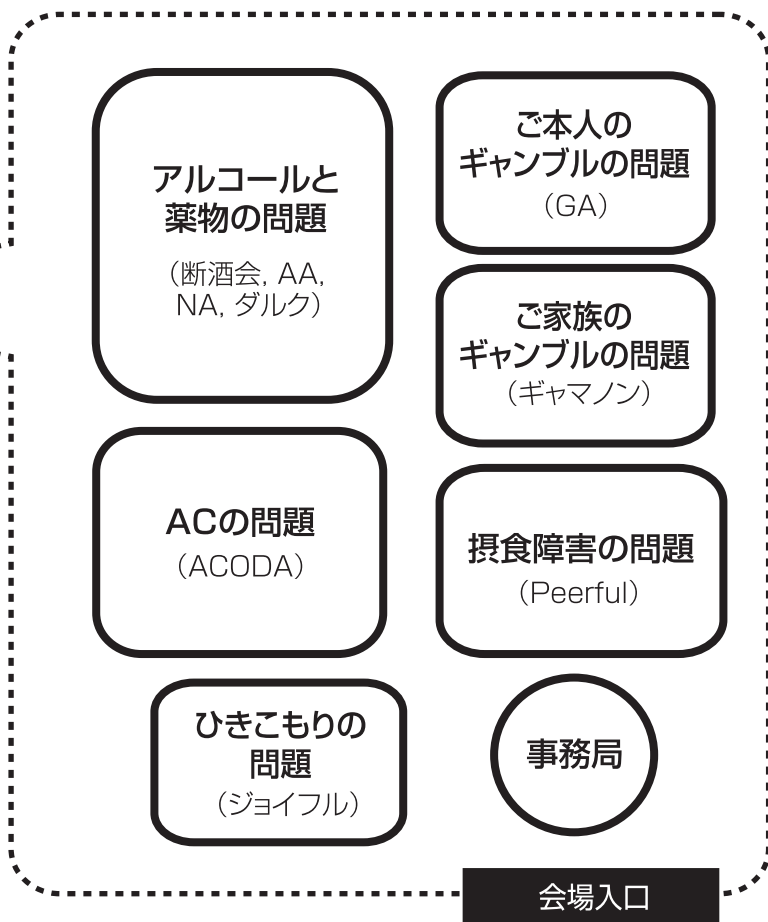 アルコールと
薬物の問題
（断酒会, AA,
NA, ダルク）
ご本人の
ギャンブルの問題
（GA）
ご家族の
ギャンブルの問題
（ギャマノン）
ACの問題
（ACODA）
摂食障害の問題
（Peerful）
ひきこもりの
問題
（ジョイフル）
事務局
会場入口